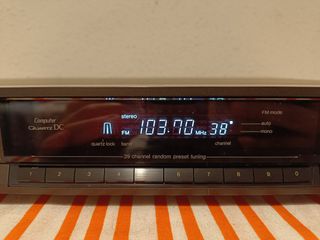 Computer
Quartz DC
stereo
FM 103.70 MHz 38
FM mode
auto
mono
quartz lock band channel
39 channel random preset tuning
1 2 3 4 5 6 7 8 9 0